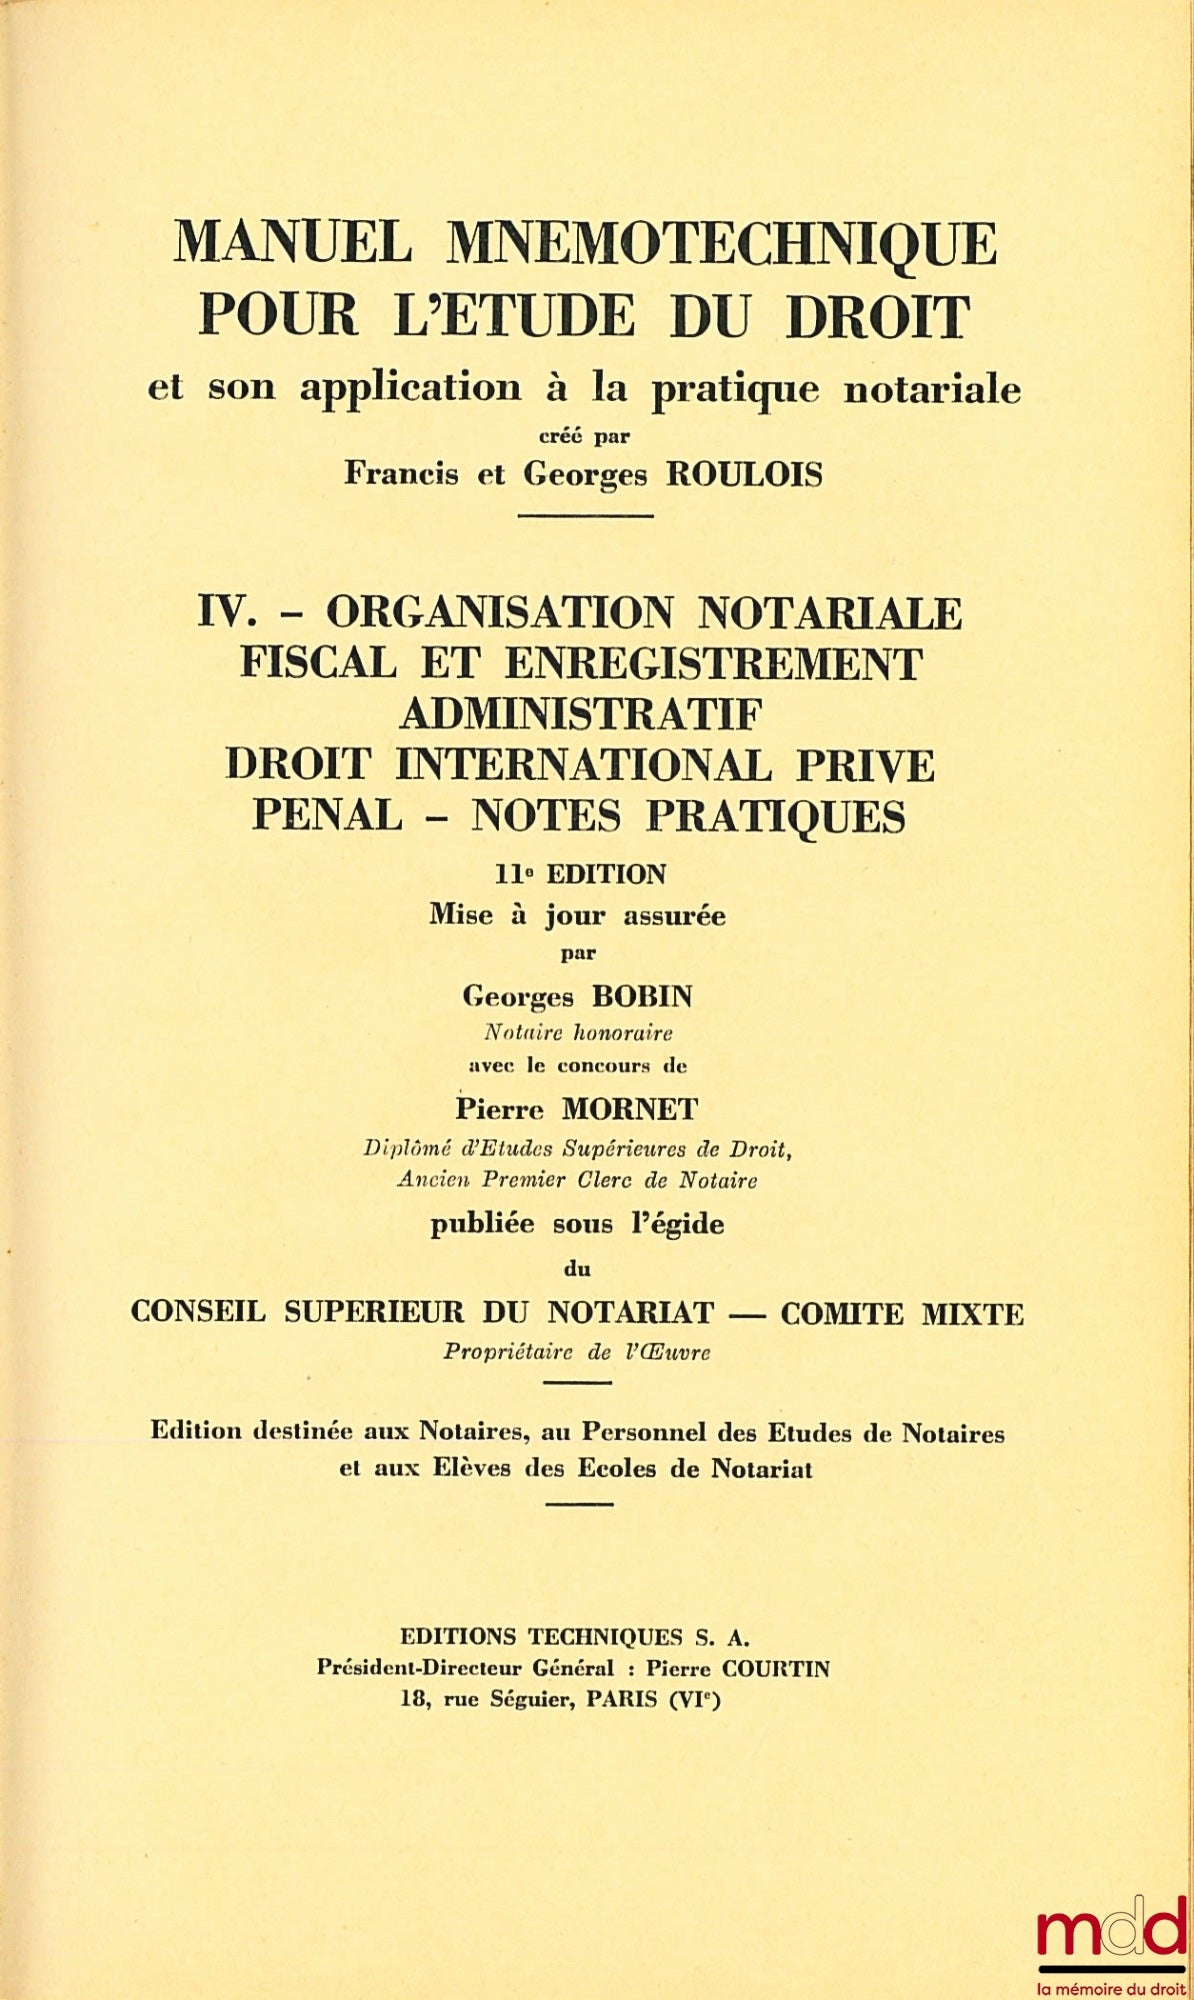 MANUEL MNEMOTECHNIQUE
POUR L'ETUDE DU DROIT
et son application à la pratique notariale
créé par
Francis et Georges ROULOIS
IV. – ORGANISATION NOTARIALE
FISCAL ET ENREGISTREMENT
ADMINISTRATIF
DROIT INTERNATIONAL PRIVE
PENAL – NOTES PRATIQUES
11e EDITION
Mise à jour assurée
par
Georges BOBIN
Notaire honoraire
avec le concours de
Pierre MORNET
Diplômé d'Etudes Supérieures de Droit,
Ancien Premier Clerc de Notaire
publiée sous l'égide
du
CONSEIL SUPERIEUR DU NOTARIAT — COMITE MIXTE
Propriétaire de l'Œuvre
Edition destinée aux Notaires, au Personnel des Etudes de Notaires
et aux Elèves des Ecoles de Notariat
EDITIONS TECHNIQUES S. A.
Président-Directeur Général : Pierre COURTIN
18, rue Séguier, PARIS (VIe)
mdd
la mémoire du droit